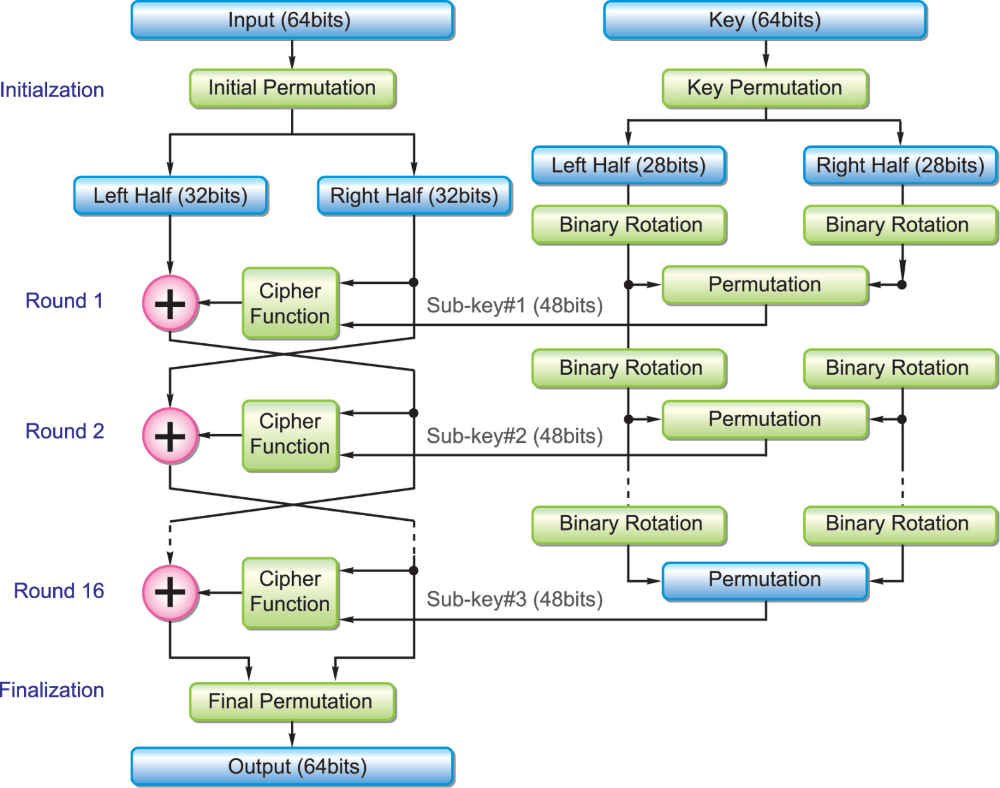 Input (64bits)
Key (64bits)
Initialzation
Initial Permutation
Key Permutation
Left Half (28bits)
Right Half (28bits)
Left Half (32bits)
Right Half (32bits)
Binary Rotation
Binary Rotation
Round 1
Cipher
Function
Permutation
Sub-key#1 (48bits)
Binary Rotation
Binary Rotation
Round 2
Cipher
Function
Permutation
Sub-key#2 (48bits)
Binary Rotation
Binary Rotation
Round 16
Cipher
Function
Permutation
Sub-key#3 (48bits)
Finalization
Final Permutation
Output (64bits)